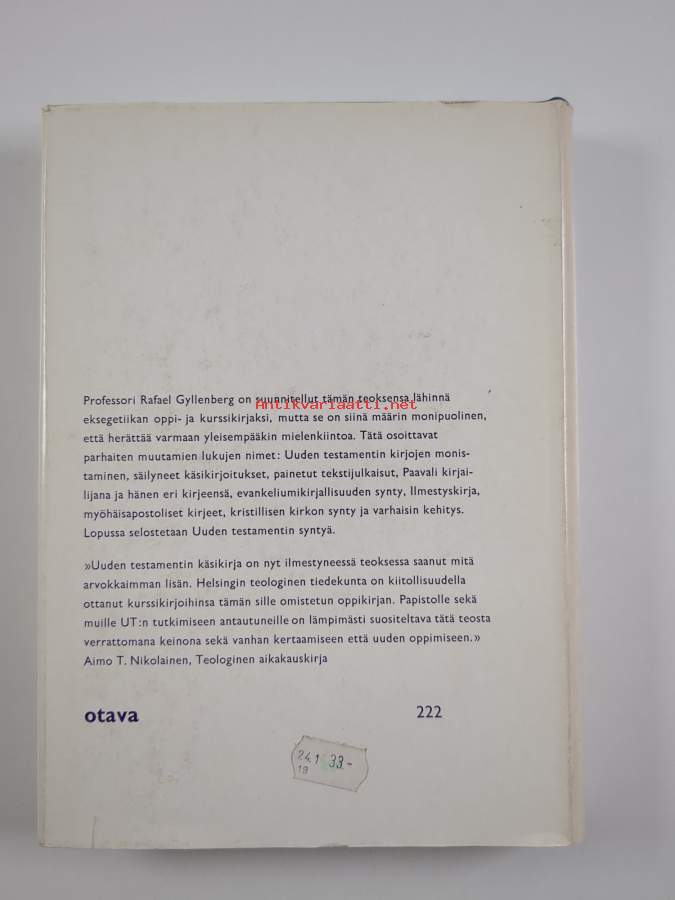 Professori Rafael Gyllenberg on suunnitellut tämän teoksensa lähinnä
Antikvariaatti.net
eksegetiikan oppi- ja kurssikirjaksi, mutta se on siinä määrin monipuolinen,
että herättää varmaan yleisempääkin mielenkiintoa. Tätä osoittavat
parhaiten muutamien lukujen nimet: Uuden testamentin kirjojen monis-
taminen, säilyneet käsikirjoitukset, painetut tekstijulkaisut, Paavali kirjai-
lijana ja hänen eri kirjeensä, evankeliumikirjallisuuden synty, Ilmestyskirja,
myöhäisapostoliset kirjeet, kristillisen kirkon synty ja varhaisin kehitys.
Lopussa selostetaan Uuden testamentin syntyä.
»Uuden testamentin käsikirja on nyt ilmestyneessä teoksessa saanut mitä
arvokkaimman lisän. Helsingin teologinen tiedekunta on kiitollisuudella
ottanut kurssikirjoihinsa tämän sille omistetun oppikirjan. Papistolle sekä
muille UT:n tutkimiseen antautuneille on lämpimästi suositeltava tätä teosta
verrattomana keinona sekä vanhan kertaamiseen että uuden oppimiseen.»
Aimo T. Nikolainen, Teologinen aikakauskirja
otava 222
24.1 33.-
18